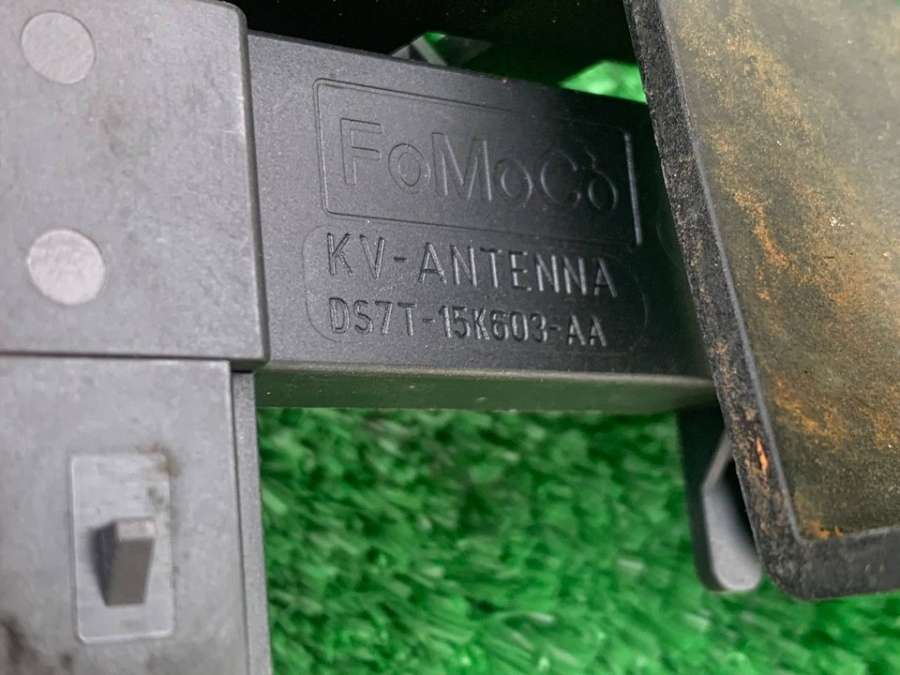 FoMoCo
KV-ANTENNA
DS7T-15K603-AA